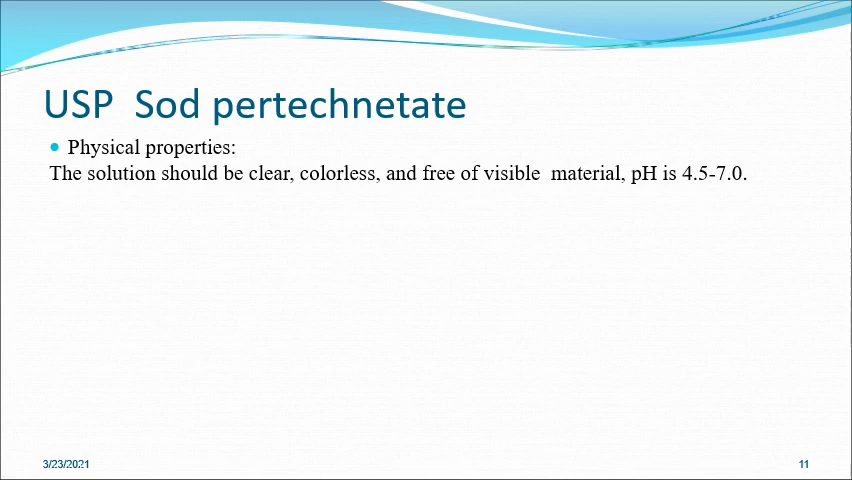 USP  Sod pertechnetate
Physical properties:
The solution should be clear, colorless, and free of visible  material, pH is 4.5-7.0.
3/23/2021
11